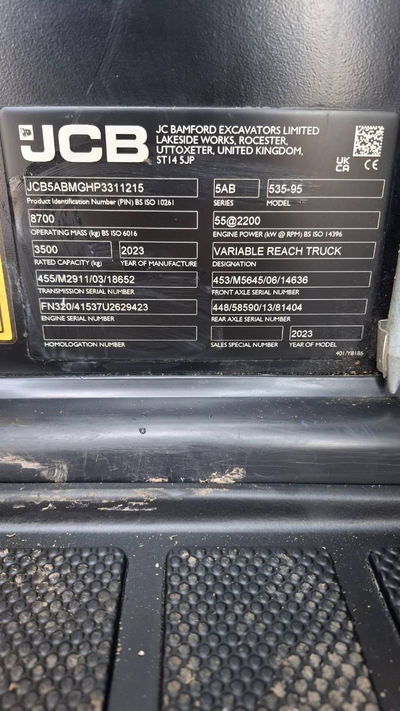 JCB
JC BAMFORD EXCAVATORS LIMITED
LAKESIDE WORKS, ROCESTER,
UTTOXETER, UNITED KINGDOM,
ST14 5JP
UK
CA CE
JCB5ABMGHP3311215 5AB 535-95
Product Identification Number (PIN) BS ISO 10261 SERIES MODEL
8700 55@2200
OPERATING MASS (kg) BS ISO 6016 ENGINE POWER (kW @ RPM) BS ISO 14396
3500 2023 VARIABLE REACH TRUCK
RATED CAPACITY (kg) YEAR OF MANUFACTURE DESIGNATION
455/M2911/03/18652 453/M5645/06/14636
TRANSMISSION SERIAL NUMBER FRONT AXLE SERIAL NUMBER
FN320/41537U2629423 448/58590/13/81404
ENGINE SERIAL NUMBER REAR AXLE SERIAL NUMBER
2023
HOMOLOGATION NUMBER SALES SPECIAL NUMBER YEAR OF MODEL
401/Y8186